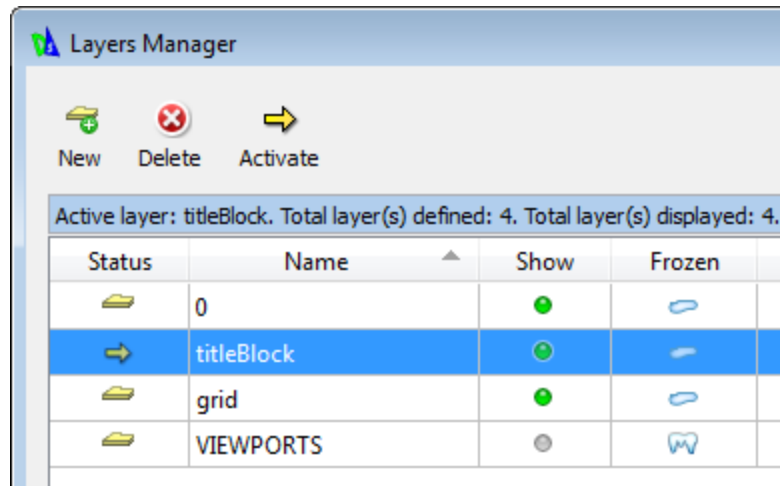 Layers Manager
New Delete Activate
Active layer: titleBlock. Total layer(s) defined: 4. Total layer(s) displayed: 4.
Status Name Show Frozen
0
titleBlock
grid
VIEWPORTS